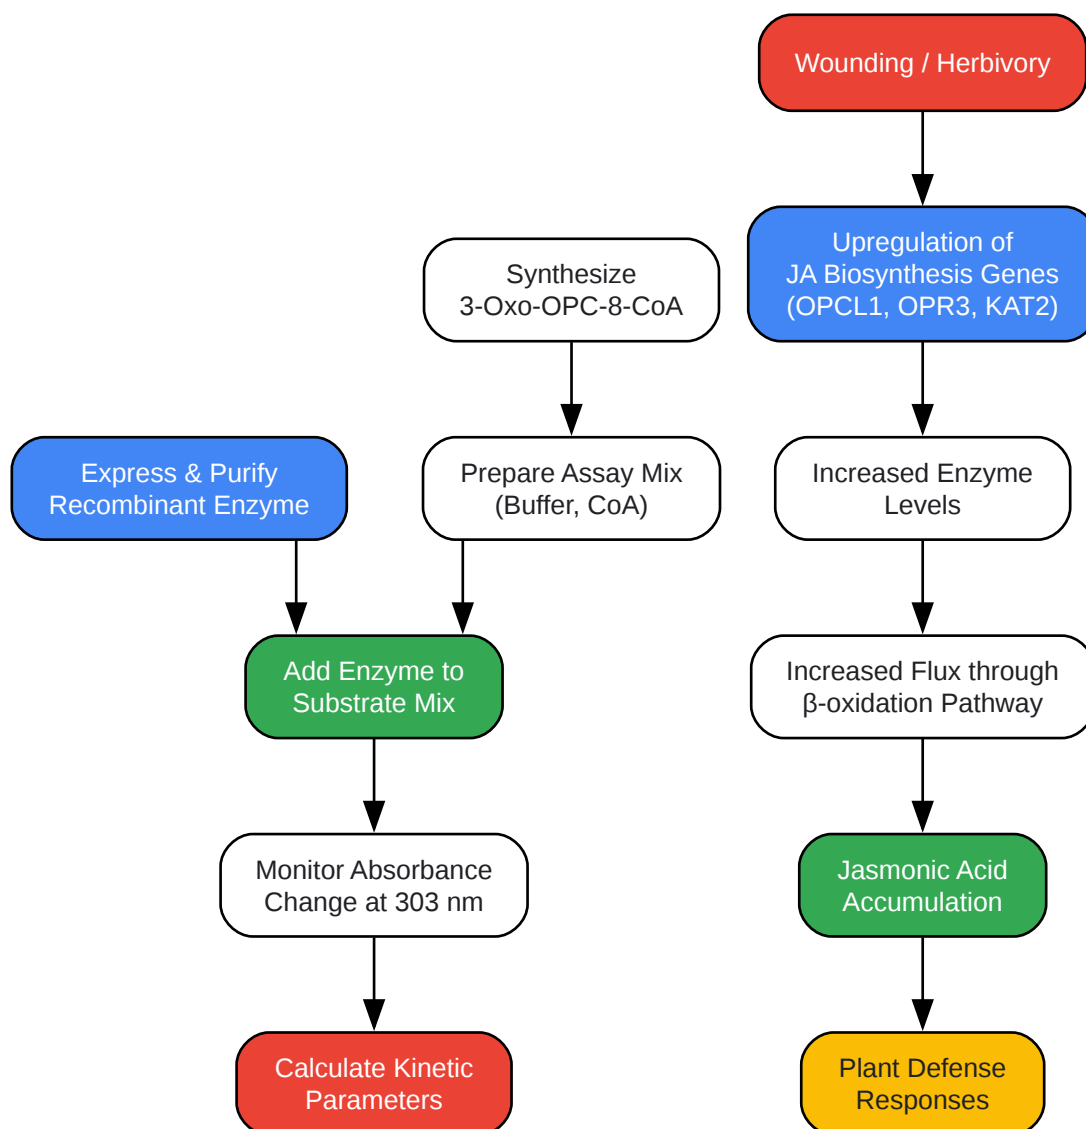 Wounding / Herbivory
Upregulation of
JA Biosynthesis Genes
(OPCL1, OPR3, KAT2)
Synthesize
3-Oxo-OPC-8-CoA
Express & Purify
Recombinant Enzyme
Prepare Assay Mix
(Buffer, CoA)
Increased Enzyme
Levels
Add Enzyme to
Substrate Mix
Increased Flux through
β-oxidation Pathway
Monitor Absorbance
Change at 303 nm
Jasmonic Acid
Accumulation
Calculate Kinetic
Parameters
Plant Defense
Responses